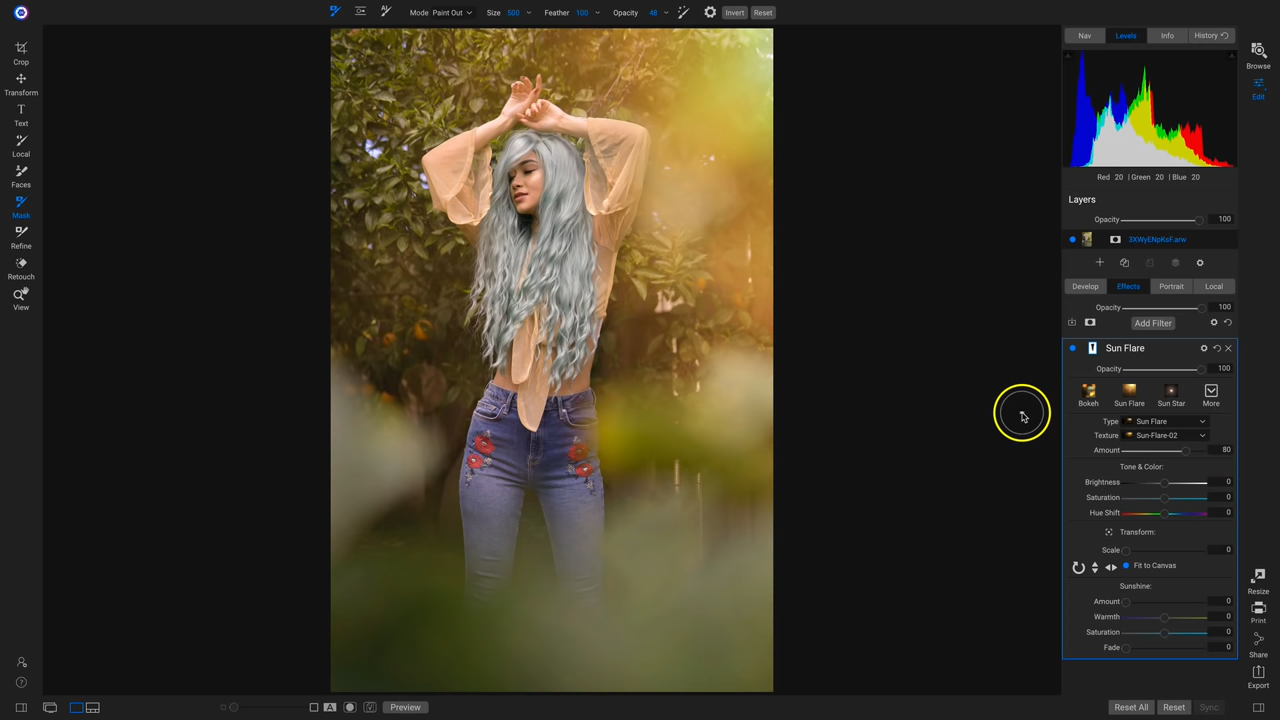 Mode Paint Out Size 500 Feather 100 Opacity 48 Invert Reset
Crop
Transform
Text
Local
Faces
Mask
Refine
Retouch
View
Nav Levels Info History
Red 20 | Green 20 | Blue 20
Layers
Opacity 100
3XWyENpKsF.arw
Develop Effects Portrait Local
Opacity 100
Add Filter
Sun Flare
Opacity 100
Bokeh Sun Flare Sun Star More
Type Sun Flare
Texture Sun-Flare-02
Amount 80
Tone & Color:
Brightness 0
Saturation 0
Hue Shift 0
Transform:
Scale 0
Fit to Canvas
Sunshine:
Amount 0
Warmth 0
Saturation 0
Fade 0
Browse
Edit
Resize
Print
Share
Export
A Preview
Reset All Reset Sync